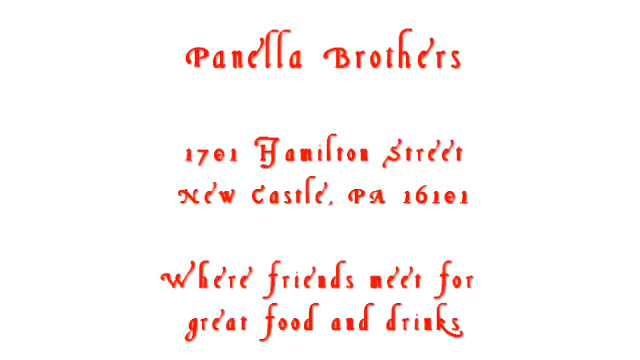 Panella Brothers
1701 Hamilton Street
New Castle, PA 16101
Where friends meet for
great food and drinks